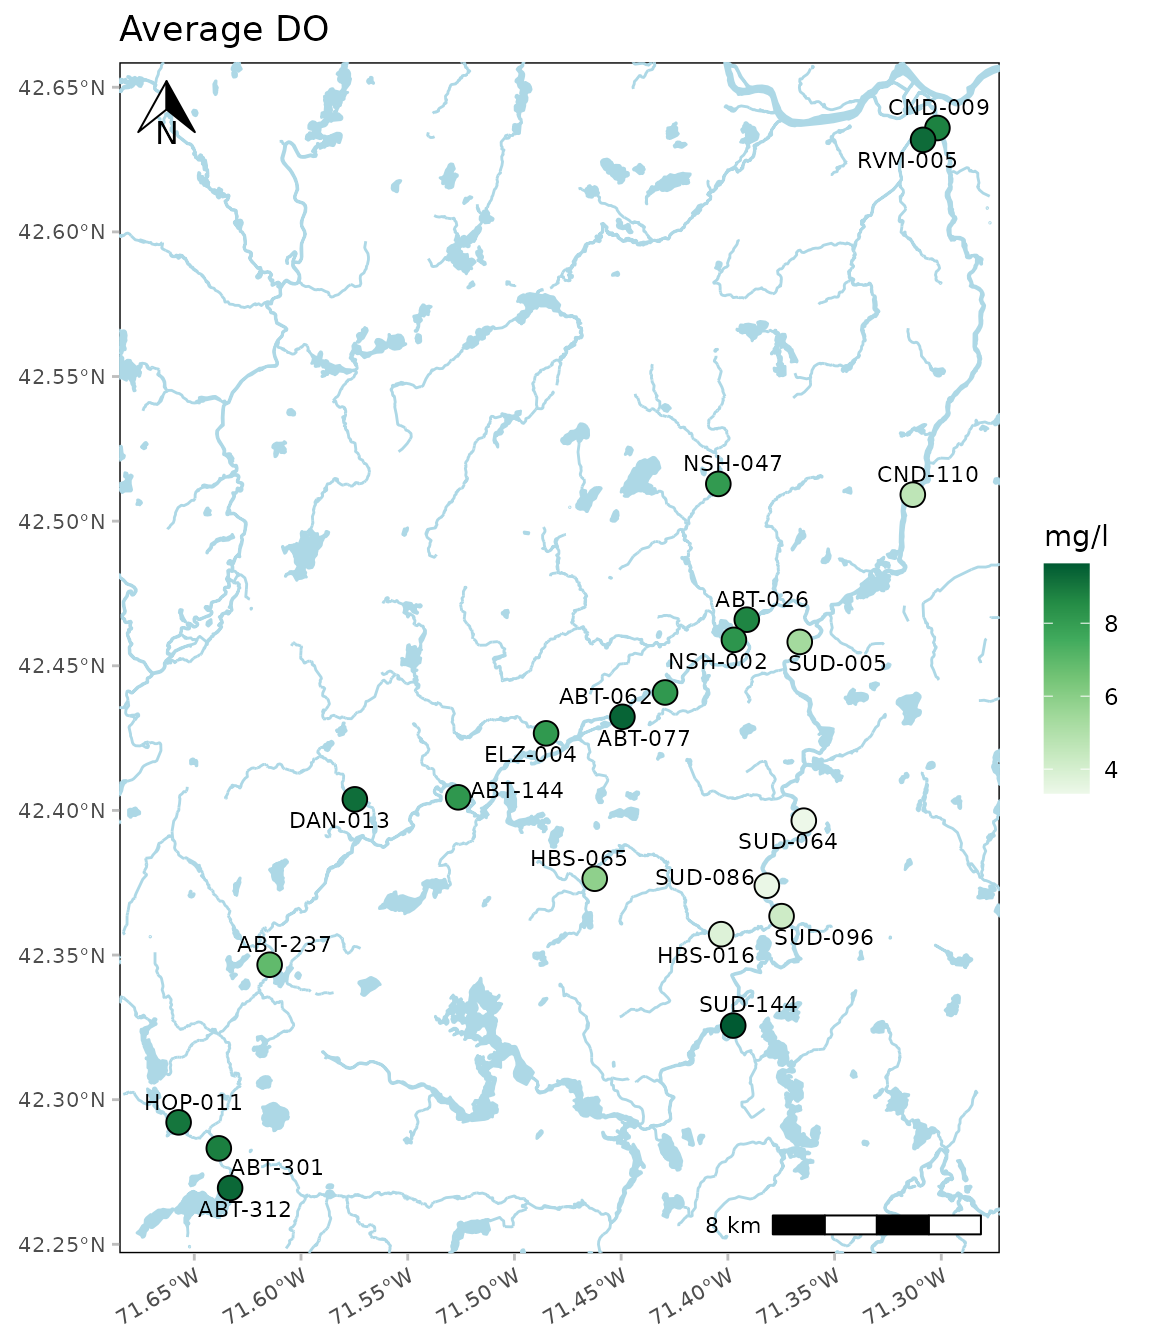 Average DO
42.65°N
42.60°N
42.55°N
42.50°N
42.45°N
42.40°N
42.35°N
42.30°N
42.25°N
N
CND-009
RVM-005
NSH-047
CND-110
ABT-026
NSH-002
SUD-005
ABT-062
ABT-077
ELZ-004
ABT-144
DAN-013
SUD-064
HBS-065
SUD-086
SUD-096
HBS-016
ABT-237
SUD-144
HOP-011
ABT-301
ABT-312
8 km
71.65°W
71.60°W
71.55°W
71.50°W
71.45°W
71.40°W
71.35°W
71.30°W
mg/l
8
6
4